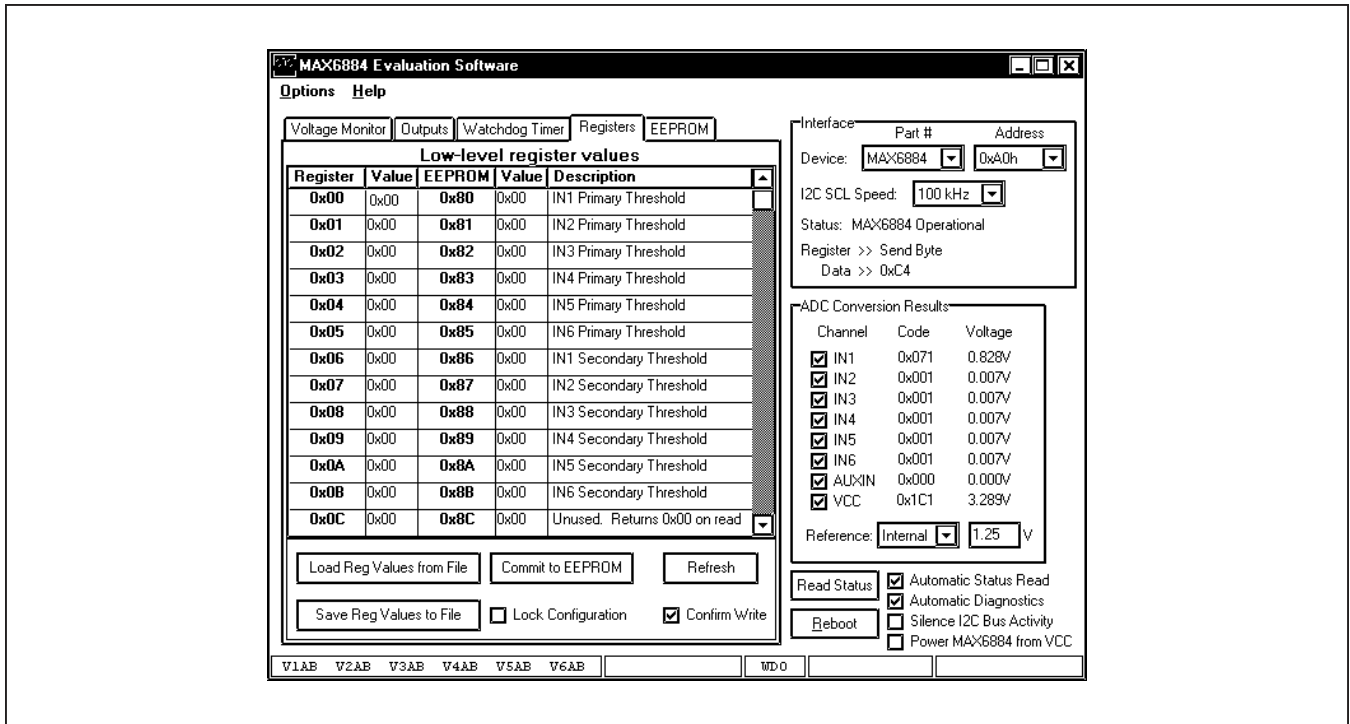 MAX6884 Evaluation Software
Options Help
Voltage Monitor Outputs Watchdog Timer Registers EEPROM
Low-level register values
Register Value EEPROM Value Description
0x00 0x00 0x80 0x00 IN1 Primary Threshold
0x01 0x00 0x81 0x00 IN2 Primary Threshold
0x02 0x00 0x82 0x00 IN3 Primary Threshold
0x03 0x00 0x83 0x00 IN4 Primary Threshold
0x04 0x00 0x84 0x00 IN5 Primary Threshold
0x05 0x00 0x85 0x00 IN6 Primary Threshold
0x06 0x00 0x86 0x00 IN1 Secondary Threshold
0x07 0x00 0x87 0x00 IN2 Secondary Threshold
0x08 0x00 0x88 0x00 IN3 Secondary Threshold
0x09 0x00 0x89 0x00 IN4 Secondary Threshold
0x0A 0x00 0x8A 0x00 IN5 Secondary Threshold
0x0B 0x00 0x8B 0x00 IN6 Secondary Threshold
0x0C 0x00 0x8C 0x00 Unused. Returns 0x00 on read
Load Reg Values from File Commit to EEPROM Refresh
Save Reg Values to File Lock Configuration Confirm Write
Interface
Part # Address
Device: MAX6884 0xA0h
I2C SCL Speed: 100 kHz
Status: MAX6884 Operational
Register >> Send Byte
Data >> 0xC4
ADC Conversion Results
Channel Code Voltage
IN1 0x071 0.828V
IN2 0x001 0.007V
IN3 0x001 0.007V
IN4 0x001 0.007V
IN5 0x001 0.007V
IN6 0x001 0.007V
AUXIN 0x000 0.000V
VCC 0x1C1 3.289V
Reference: Internal 1.25 V
Read Status Automatic Status Read
Automatic Diagnostics
Reboot Silence I2C Bus Activity
Power MAX6884 from VCC
V1AB V2AB V3AB V4AB V5AB V6AB WDO